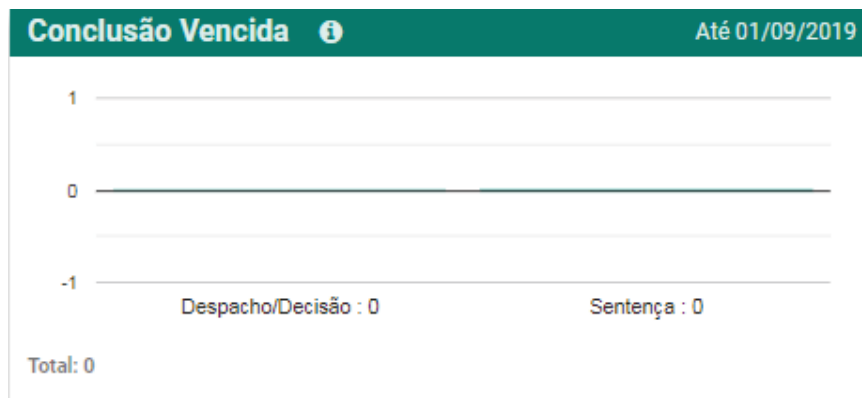 Conclusão Vencida Até 01/09/2019
1
0
-1
Despacho/Decisão : 0 Sentença : 0
Total: 0